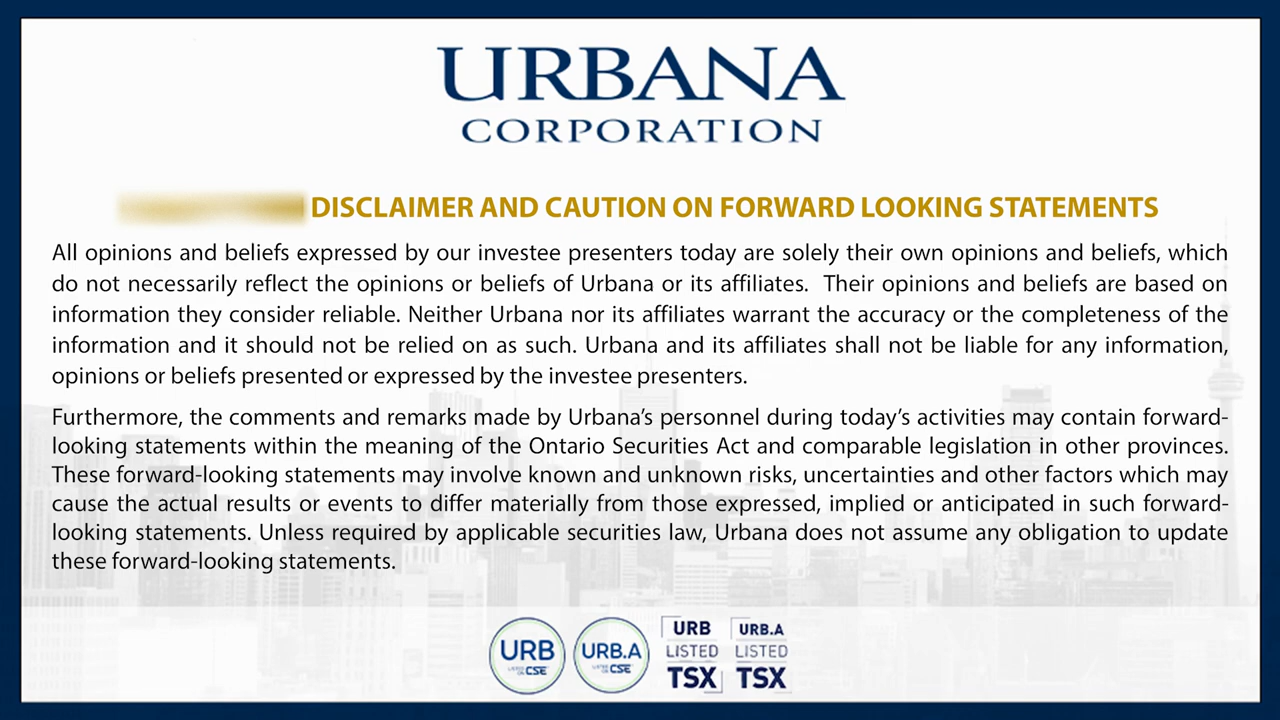 URBANA
CORPORATION
DISCLAIMER AND CAUTION ON FORWARD LOOKING STATEMENTS
All opinions and beliefs expressed by our investee presenters today are solely their own opinions and beliefs, which
do not necessarily reflect the opinions or beliefs of Urbana or its affiliates.  Their opinions and beliefs are based on
information they consider reliable. Neither Urbana nor its affiliates warrant the accuracy or the completeness of the
information and it should not be relied on as such. Urbana and its affiliates shall not be liable for any information,
opinions or beliefs presented or expressed by the investee presenters.
Furthermore, the comments and remarks made by Urbana’s personnel during today’s activities may contain forward-
looking statements within the meaning of the Ontario Securities Act and comparable legislation in other provinces.
These forward-looking statements may involve known and unknown risks, uncertainties and other factors which may
cause the actual results or events to differ materially from those expressed, implied or anticipated in such forward-
looking statements. Unless required by applicable securities law, Urbana does not assume any obligation to update
these forward-looking statements.
URB
CSE
URB.A
CSE
URB
LISTED
TSX
URB.A
LISTED
TSX